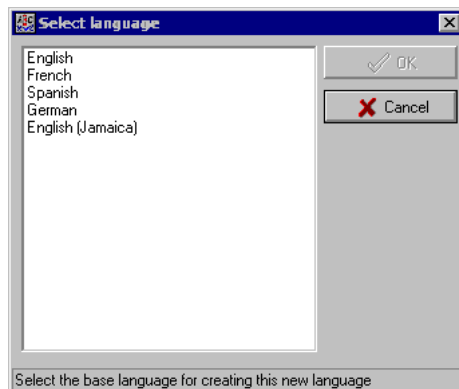 Select language
English
French
Spanish
German
English (Jamaica)
OK
Cancel
Select the base language for creating this new language